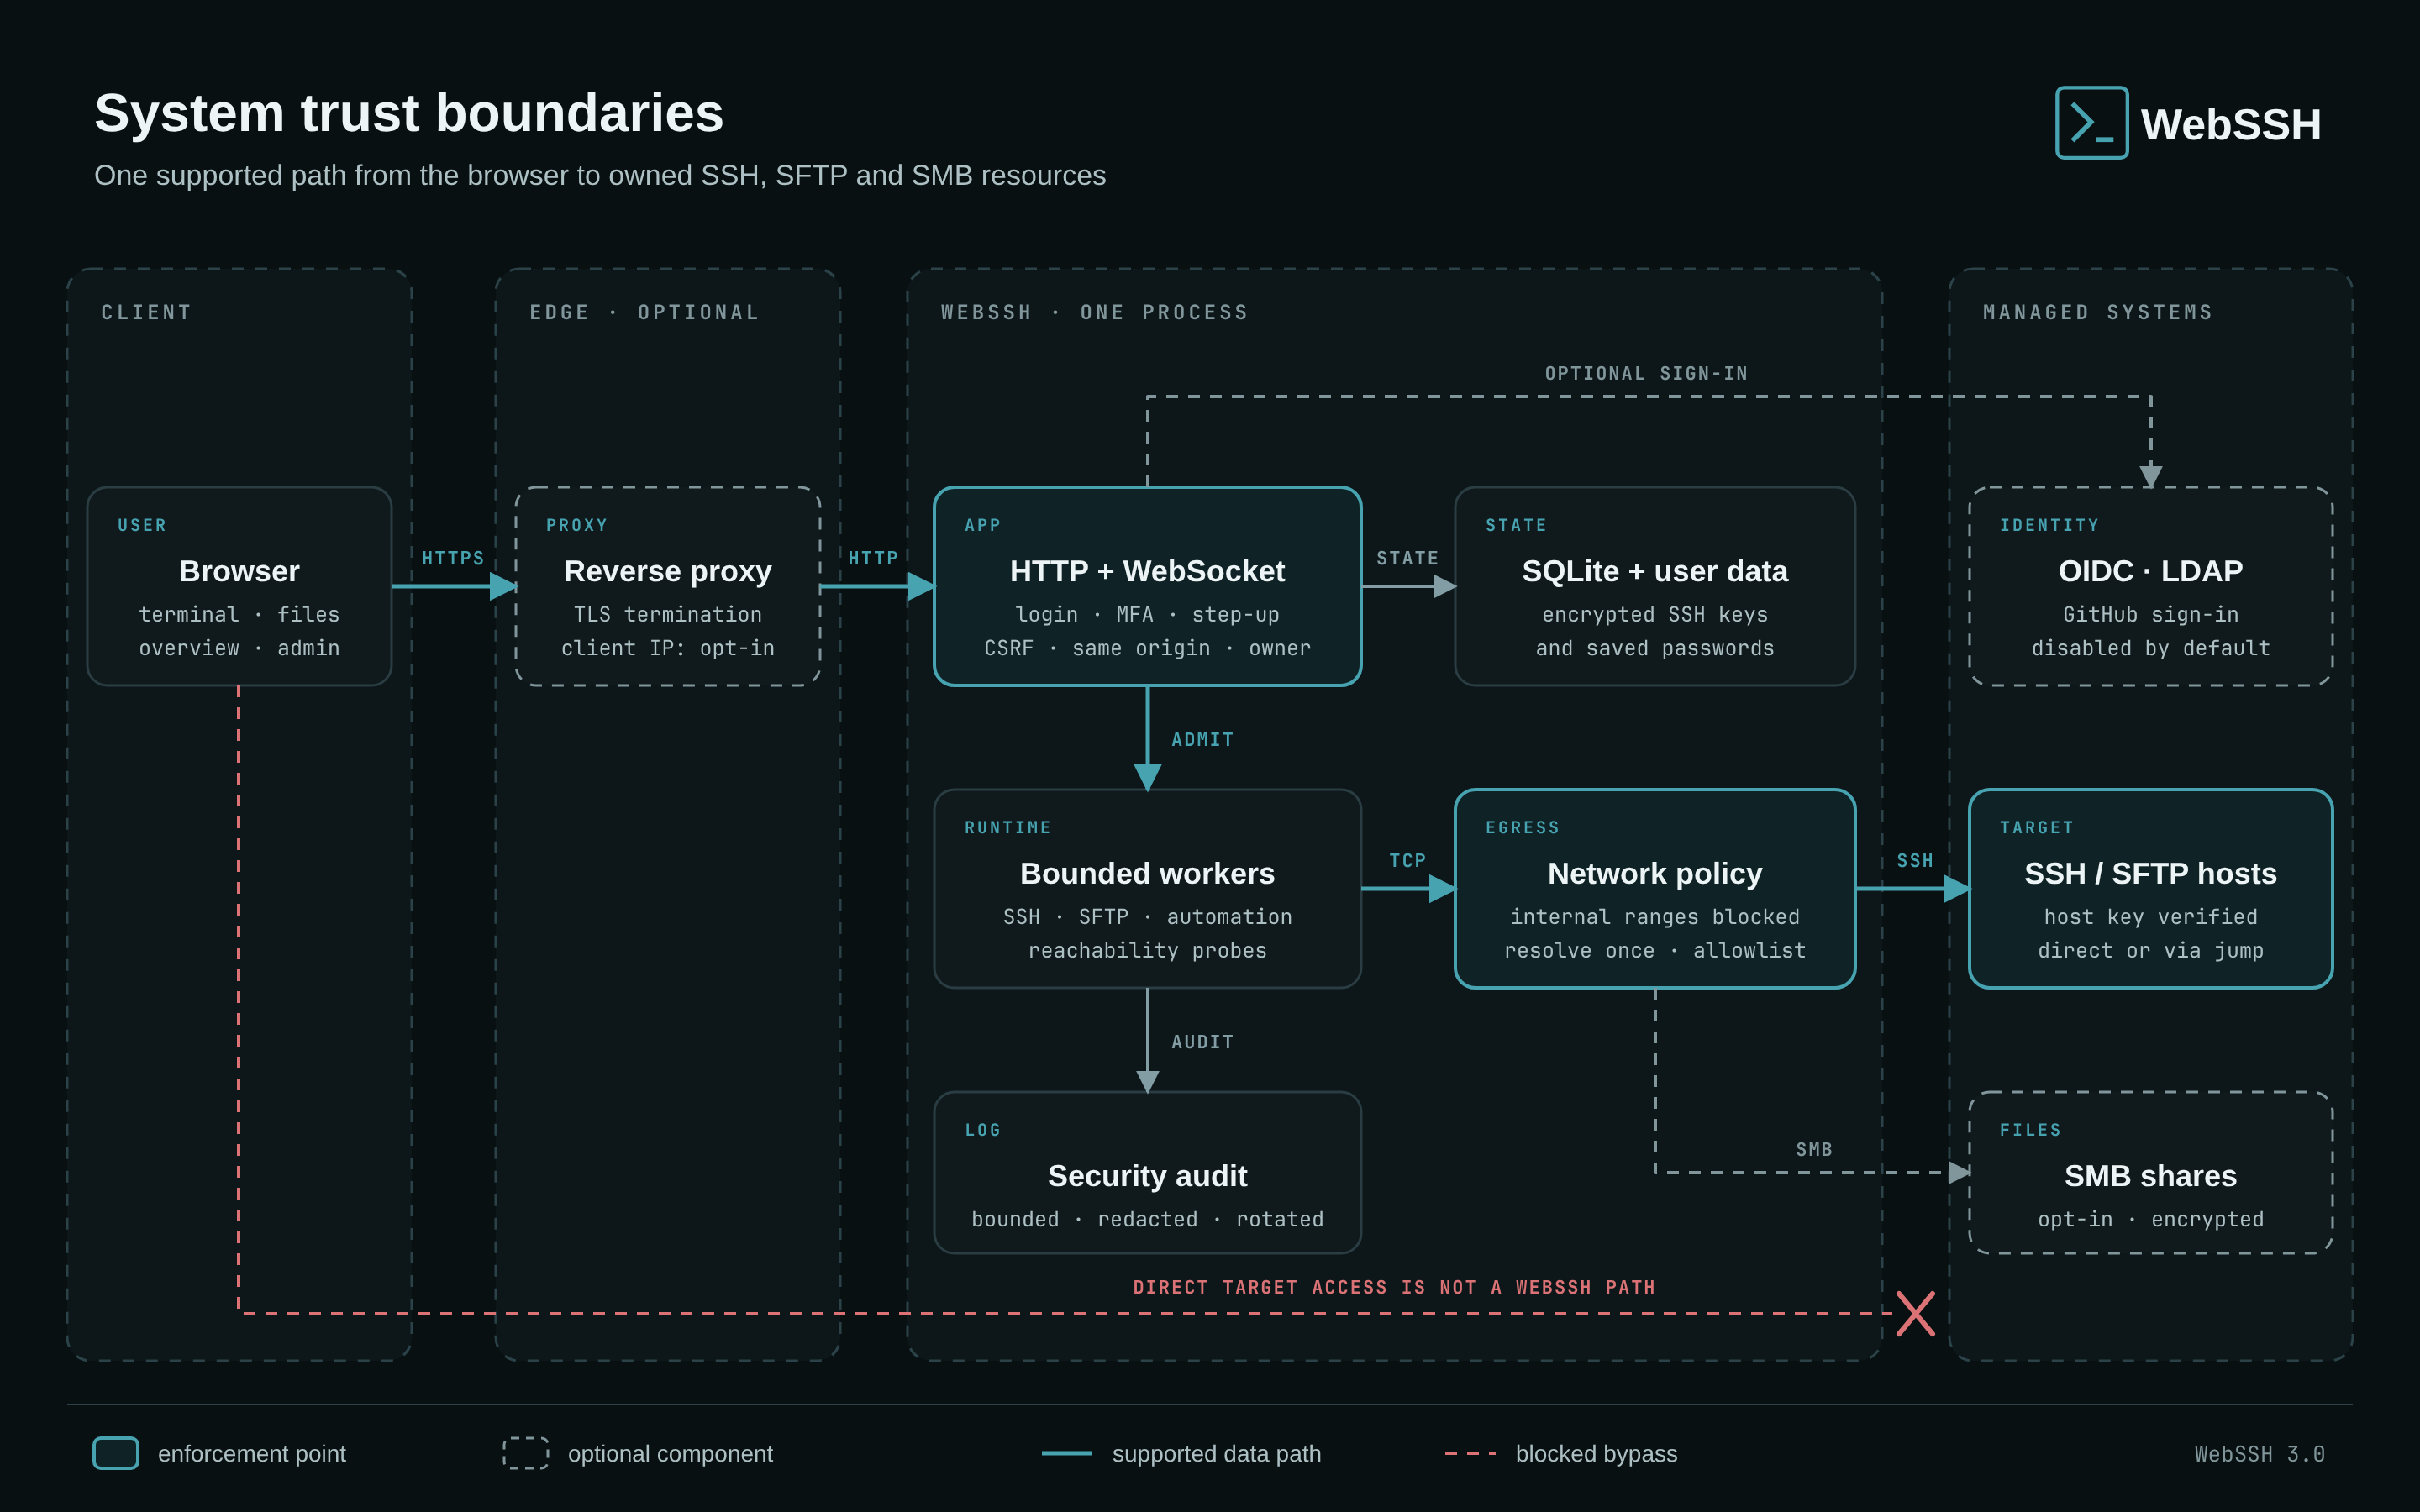 System trust boundaries
One supported path from the browser to owned SSH, SFTP and SMB resources
WebSSH
CLIENT
EDGE · OPTIONAL
WEBSSH · ONE PROCESS
MANAGED SYSTEMS
OPTIONAL SIGN-IN
USER
Browser
terminal · files
overview · admin
HTTPS
PROXY
Reverse proxy
TLS termination
client IP: opt-in
HTTP
APP
HTTP + WebSocket
login · MFA · step-up
CSRF · same origin · owner
STATE
STATE
SQLite + user data
encrypted SSH keys
and saved passwords
IDENTITY
OIDC · LDAP
GitHub sign-in
disabled by default
ADMIT
RUNTIME
Bounded workers
SSH · SFTP · automation
reachability probes
TCP
EGRESS
Network policy
internal ranges blocked
resolve once · allowlist
SSH
TARGET
SSH / SFTP hosts
host key verified
direct or via jump
AUDIT
LOG
Security audit
bounded · redacted · rotated
SMB
FILES
SMB shares
opt-in · encrypted
DIRECT TARGET ACCESS IS NOT A WEBSSH PATH
enforcement point
optional component
supported data path
blocked bypass
WebSSH 3.0